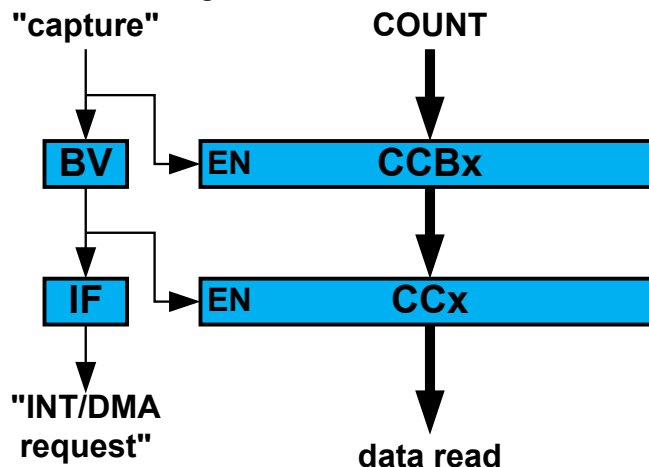 "capture" COUNT
BV EN CCBx
IF EN CCx
"INT/DMA
request" data read